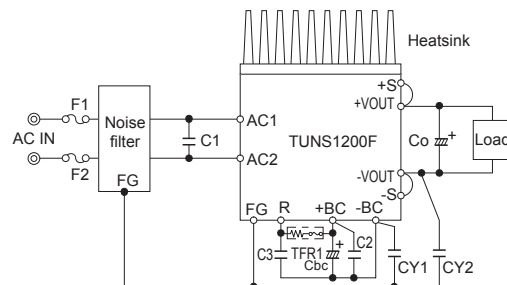 Heatsink
F1
Noise
filter
AC IN
F2
FG
C1
AC1
AC2
TUNS1200F
+S
+VOUT
-VOUT
-S
Co
+
Load
FG
R
+BC
-BC
C3
TFR1
+
Cbc
C2
CY1
CY2